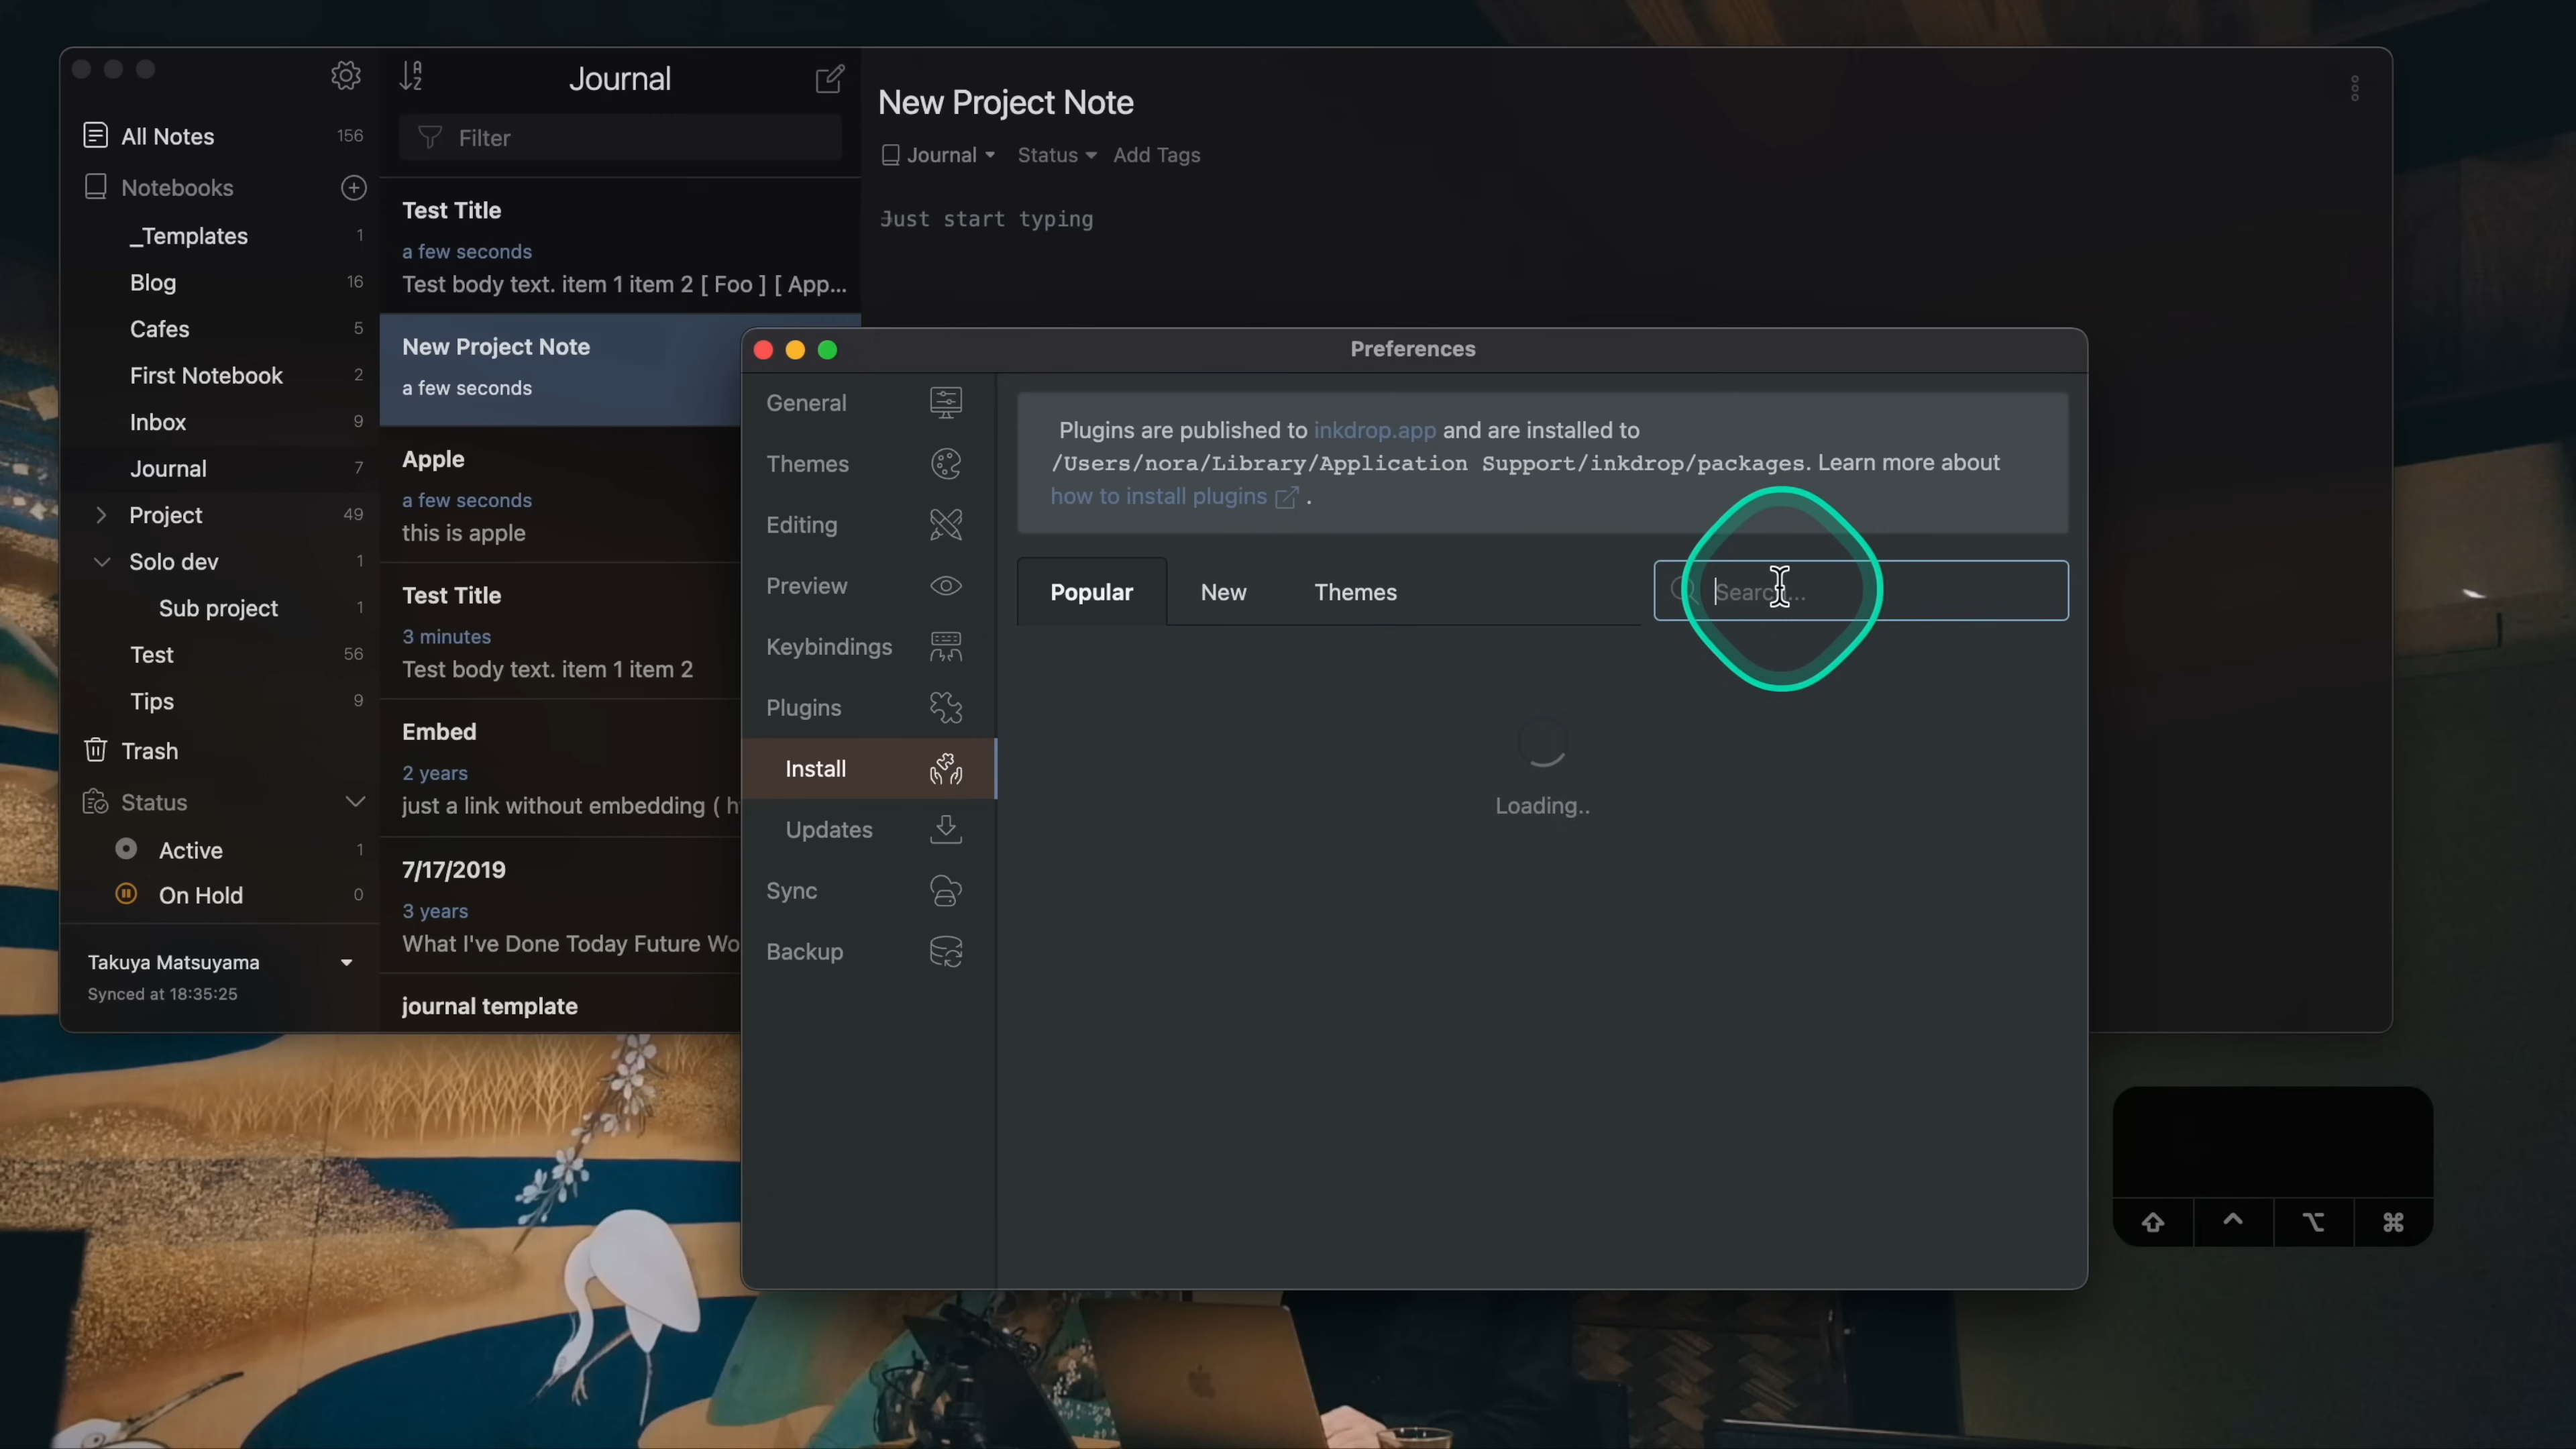 Journal
All Notes 156
Filter
Notebooks
_Templates 1
Blog 16
Cafes 5
First Notebook 2
Inbox 9
Journal 7
Project 49
Solo dev 1
Sub project 1
Test 56
Tips 9
Trash
Status
Active 1
On Hold 0
Takuya Matsuyama
Synced at 18:35:25
Test Title
a few seconds
Test body text. item 1 item 2 [ Foo ] [ App...
New Project Note
a few seconds
Apple
a few seconds
this is apple
Test Title
3 minutes
Test body text. item 1 item 2
Embed
2 years
just a link without embedding ( h
7/17/2019
3 years
What I've Done Today Future Wo
journal template
New Project Note
Journal Status Add Tags
Just start typing
Preferences
General
Themes
Editing
Preview
Keybindings
Plugins
Install
Updates
Sync
Backup
Plugins are published to inkdrop.app and are installed to
/Users/nora/Library/Application Support/inkdrop/packages. Learn more about
how to install plugins .
Popular New Themes
Search...
Loading..